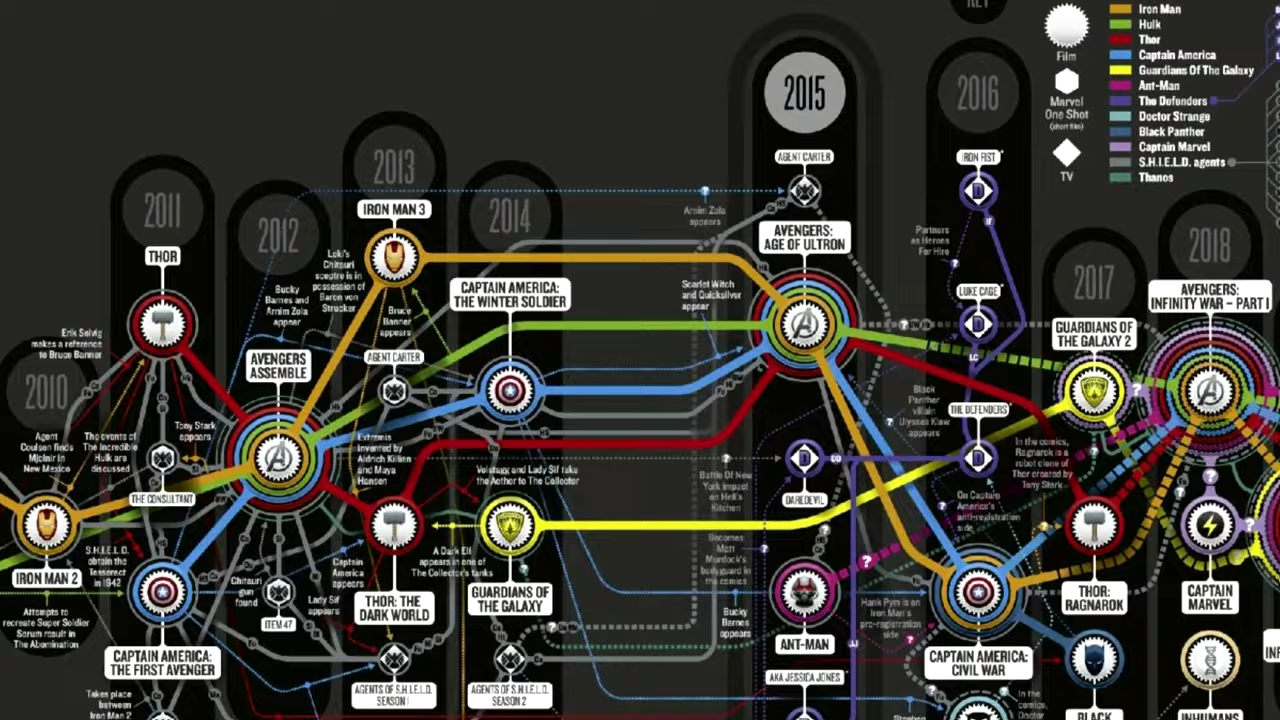 KEY
Film
Marvel
One Shot
(short film)
TV
Iron Man
Hulk
Thor
Captain America
Guardians Of The Galaxy
Ant-Man
The Defenders
Doctor Strange
Black Panther
Captain Marvel
S.H.I.E.L.D. agents
Thanos
2010
Agent
Coulson finds
Mjolnir in
New Mexico
IRON MAN 2
Attempts to
recreate Super Soldier
Serum result in
The Abomination
2011
THOR
Erik Selvig
makes a reference
to Bruce Banner
The events of
The Incredible
Hulk are
discussed
Tony Stark
appears
THE CONSULTANT
S.H.I.E.L.D.
obtain the
Tesseract
in 1942
CAPTAIN AMERICA:
THE FIRST AVENGER
Takes place
between
Iron Man 2
2012
Bucky
Barnes and
Arnim Zola
appear
AVENGERS
ASSEMBLE
Chitauri
gun
found
ITEM 47
Lady Sif
appears
2013
IRON MAN 3
Loki's
Chitauri
sceptre is in
possession of
Baron von
Strucker
Bruce
Banner
appears
AGENT CARTER
Extremis
invented by
Aldrich Killian
and Maya
Hansen
Captain
America
appears
THOR: THE
DARK WORLD
AGENTS OF S.H.I.E.L.D.
SEASON 1
2014
CAPTAIN AMERICA:
THE WINTER SOLDIER
Volstagg and Lady Sif take
the Aether to The Collector
A Dark Elf
appears in one of
The Collector's tanks
GUARDIANS OF
THE GALAXY
AGENTS OF S.H.I.E.L.D.
SEASON 2
2015
AGENT CARTER
Arnim Zola
appears
AVENGERS:
AGE OF ULTRON
Scarlet Witch
and Quicksilver
appear
Battle Of New
York impact
on Hell's
Kitchen
DAREDEVIL
Becomes
Matt
Murdock's
bodyguard in
the comics
Bucky
Barnes
appears
ANT-MAN
AKA JESSICA JONES
2016
IRON FIST
Partners
as Heroes
For Hire
LUKE CAGE
Black
Panther
villain
Ulysses Klaw
appears
THE DEFENDERS
On Captain
America's
anti-registration
side
Hank Pym is on
Iron Man's
pro-registration
side
CAPTAIN AMERICA:
CIVIL WAR
In the
comics,
Doctor
Stephen
2017
GUARDIANS OF
THE GALAXY 2
In the comics,
Ragnarok is a
robot clone of
Thor created by
Tony Stark
THOR:
RAGNAROK
BLACK
2018
AVENGERS:
INFINITY WAR – PART I
CAPTAIN
MARVEL
INHUMANS